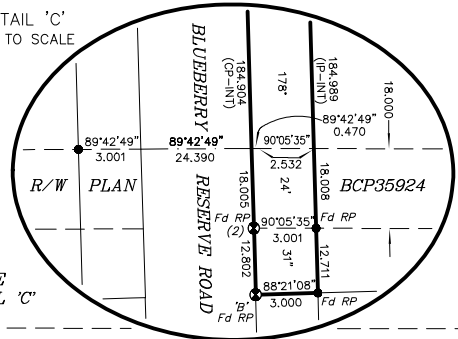 TAIL 'C'
TO SCALE
BLUEBERRY RESERVE ROAD
184.904
(CP-INT)
178°
184.989
(IP-INT)
18.000
89°42'49"
0.470
89°42'49"
3.001
89°42'49"
24.390
90°05'35"
2.532
R/W PLAN
BCP35924
18.005
24'
18.008
Fd RP
(2)
90°05'35"
3.001
Fd RP
12.802
31"
12.711
E
L 'C'
88°21'08"
3.000
'B'
Fd RP
Fd RP